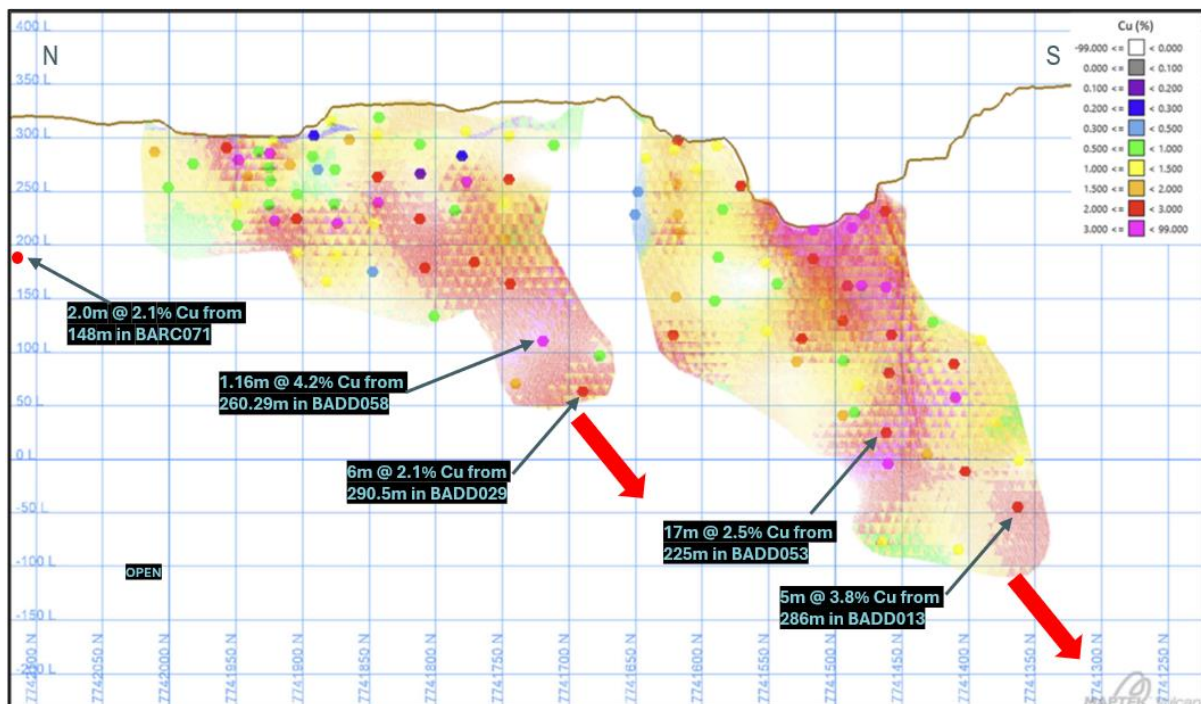 400 L
350 L
300 L
250 L
200 L
150 L
100 L
50 L
0 L
-50 L
-100 L
-150 L
-200 L
N
S
Cu (%)
-99.000 <= < 0.000
0.000 <= < 0.100
0.100 <= < 0.200
0.200 <= < 0.300
0.300 <= < 0.500
0.500 <= < 1.000
1.000 <= < 1.500
1.500 <= < 2.000
2.000 <= < 3.000
3.000 <= < 99.000
2.0m @ 2.1% Cu from
148m in BARC071
1.16m @ 4.2% Cu from
260.29m in BADD058
6m @ 2.1% Cu from
290.5m in BADD029
17m @ 2.5% Cu from
225m in BADD053
5m @ 3.8% Cu from
286m in BADD013
OPEN
7742050 N
7742000 N
7741950 N
7741900 N
7741850 N
7741800 N
7741750 N
7741700 N
7741650 N
7741600 N
7741550 N
7741500 N
7741450 N
7741400 N
7741350 N
7741300 N
7741250 N